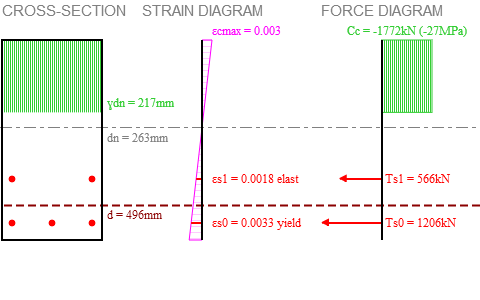 CROSS-SECTION STRAIN DIAGRAM FORCE DIAGRAM
εcmax = 0.003 Cc = -1772kN (-27MPa)
ɣdn = 217mm
dn = 263mm
εs1 = 0.0018 elast Ts1 = 566kN
d = 496mm
εs0 = 0.0033 yield Ts0 = 1206kN